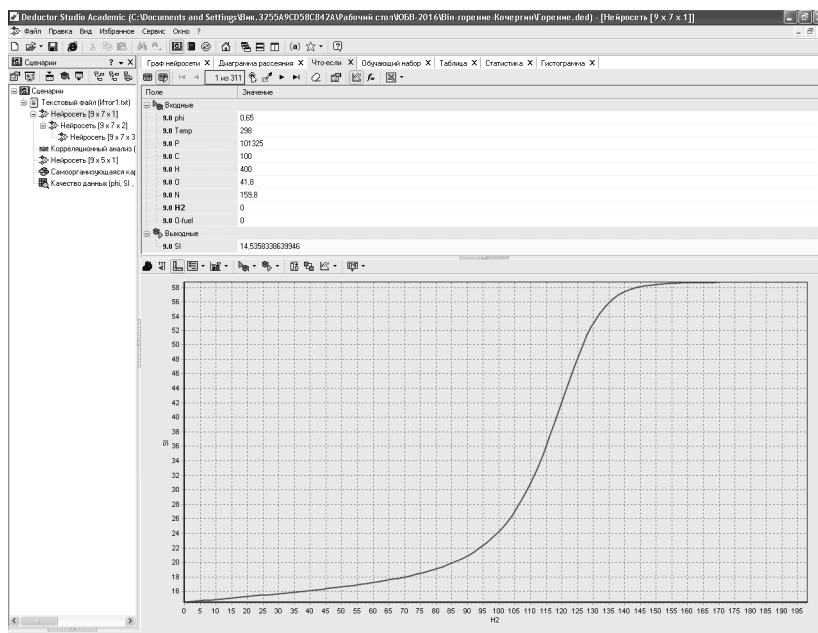 Deductor Studio Academic (C:\Documents and Settings\Вик.3255A9CD58CB42A\Рабочий стол\ЮБВ-2016\Bin-горение-Кочергин\Горение.ded) - [Нейросеть [9 x 7 x 1]]
Файл Правка Вид Избранное Сервис Окно ?
Сценарии
Граф нейросети X Диаграмма рассеяния X Что-если X Обучающий набор X Таблица X Статистика X Гистограмма X
1 из 311
Сценарии
Текстовый файл (Итог1.txt)
Нейросеть [9 x 7 x 1]
Нейросеть [9 x 7 x 2]
Нейросеть [9 x 7 x 3
Корреляционный анализ (
Нейросеть [9 x 5 x 1]
Самоорганизующаяся кар
Качество данных (phi, SI ,
Поле Значение
Входные
9.0 phi 0,65
9.0 Temp 298
9.0 P 101325
9.0 C 100
9.0 H 400
9.0 O 41,8
9.0 N 159,8
9.0 H2 0
9.0 O-fuel 0
Выходные
9.0 SI 14,5358338639946
58
56
54
52
50
48
46
44
42
40
38
SI
36
34
32
30
28
26
24
22
20
18
16
0 5 10 15 20 25 30 35 40 45 50 55 60 65 70 75 80 85 90 95 100 105 110 115 120 125 130 135 140 145 150 155 160 165 170 175 180 185 190 195
H2